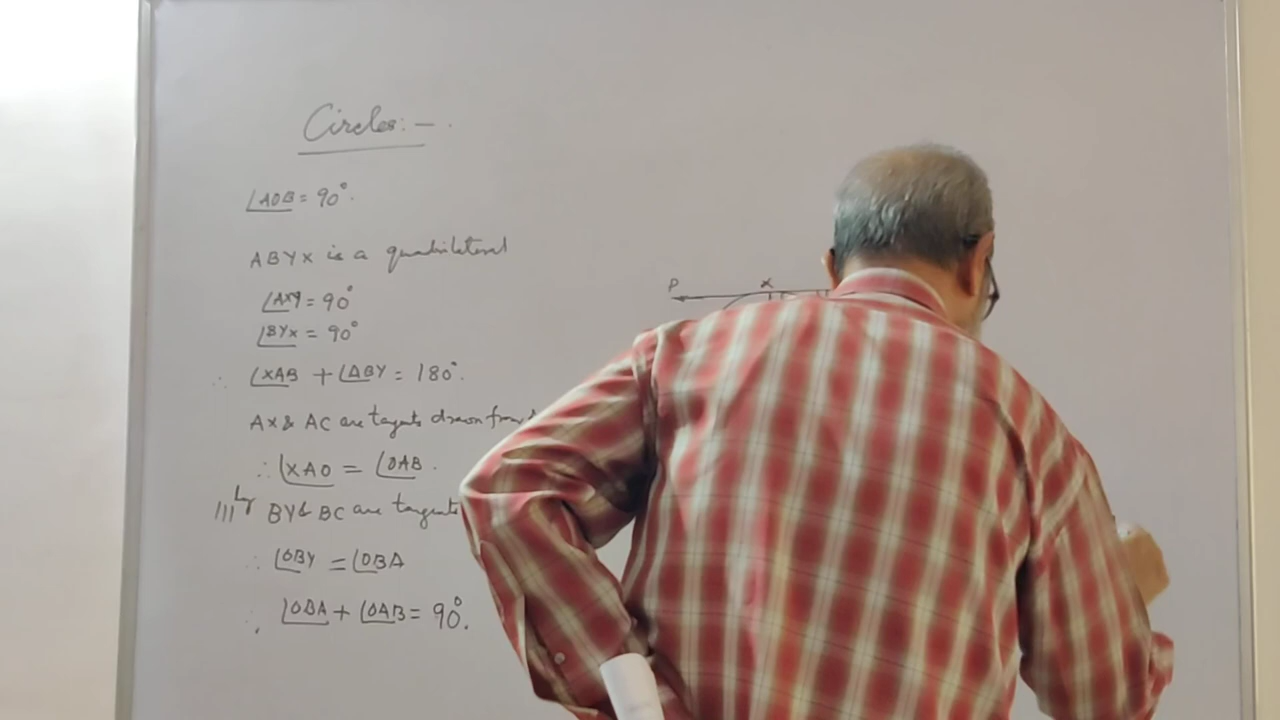 Circles:-.
∠AOB = 90°.
ABYX is a quadrilateral
∠AXY = 90°
∠BYX = 90°
∴ ∠XAB + ∠ABY = 180°.
AX & AC are tagents drawn from
∴ ∠XAO = ∠OAB.
|||ly BY & BC are tangents
∴ ∠OBY = ∠OBA
∴ ∠OBA + ∠OAB = 90°.
P X